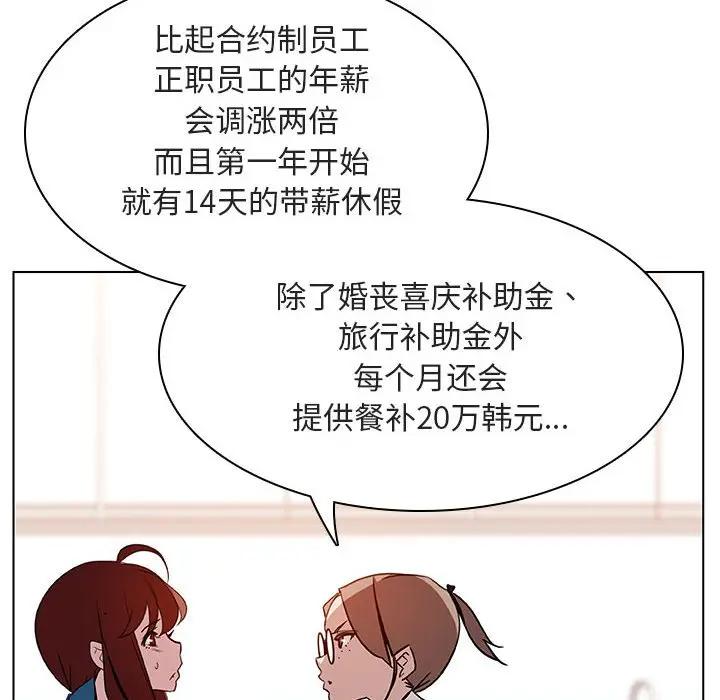 比起合约制员工
正职员工的年薪
会调涨两倍
而且第一年开始
就有14天的带薪休假
除了婚丧喜庆补助金、
旅行补助金外
每个月还会
提供餐补20万韩元...